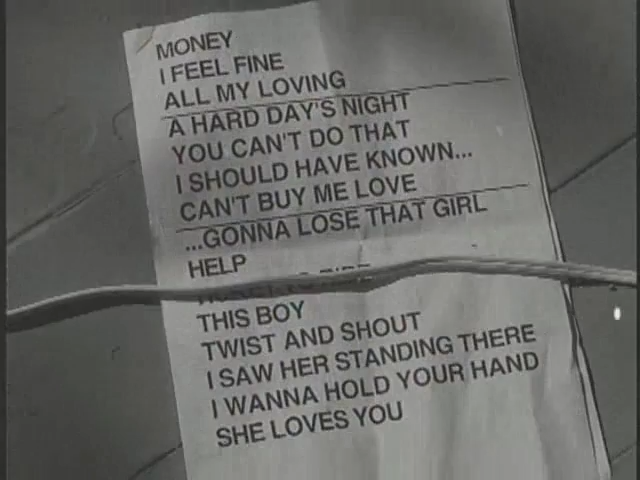 MONEY
I FEEL FINE
ALL MY LOVING
A HARD DAY'S NIGHT
YOU CAN'T DO THAT
I SHOULD HAVE KNOWN...
CAN'T BUY ME LOVE
...GONNA LOSE THAT GIRL
HELP
THIS BOY
TWIST AND SHOUT
I SAW HER STANDING THERE
I WANNA HOLD YOUR HAND
SHE LOVES YOU